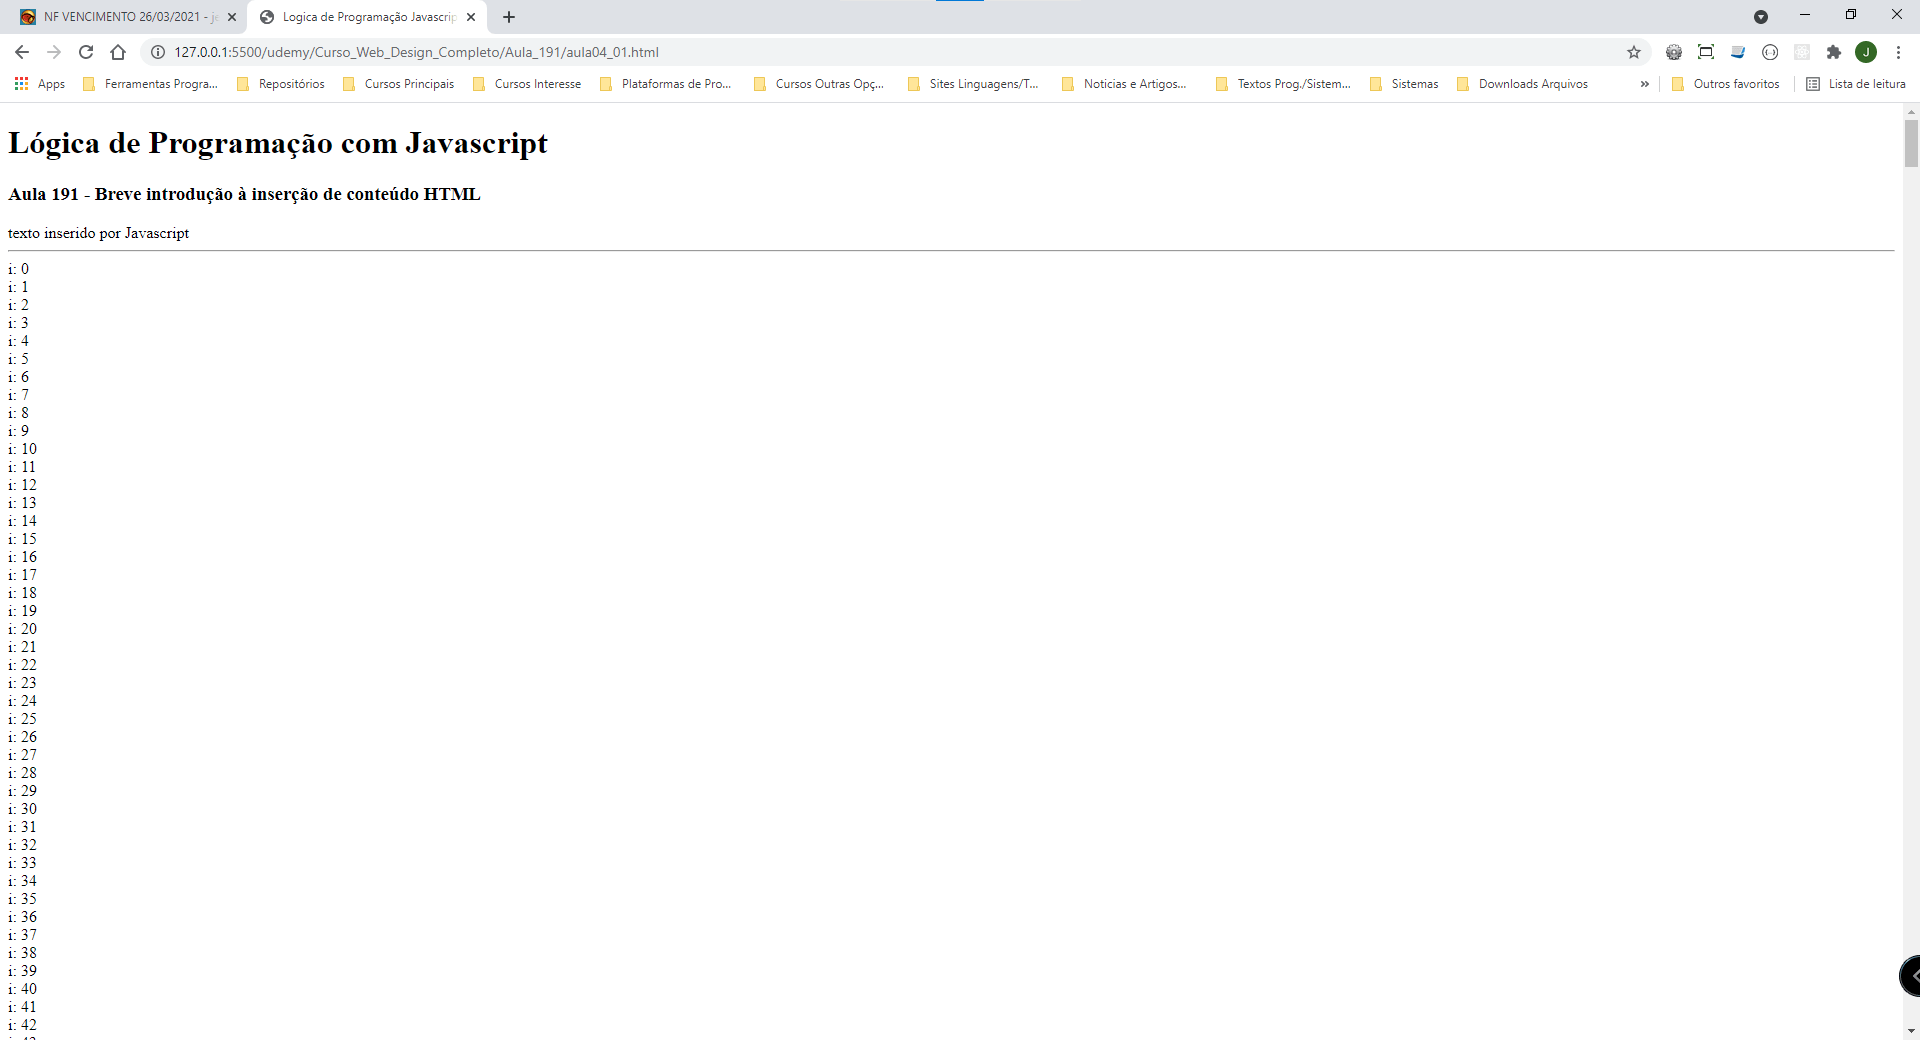 NF VENCIMENTO 26/03/2021 - je
Logica de Programação Javascrip
127.0.0.1:5500/udemy/Curso_Web_Design_Completo/Aula_191/aula04_01.html
J
Apps
Ferramentas Progra...
Repositórios
Cursos Principais
Cursos Interesse
Plataformas de Pro...
Cursos Outras Opç...
Sites Linguagens/T...
Noticias e Artigos...
Textos Prog./Sistem...
Sistemas
Downloads Arquivos
»
Outros favoritos
Lista de leitura
Lógica de Programação com Javascript
Aula 191 - Breve introdução à inserção de conteúdo HTML
texto inserido por Javascript
i: 0
i: 1
i: 2
i: 3
i: 4
i: 5
i: 6
i: 7
i: 8
i: 9
i: 10
i: 11
i: 12
i: 13
i: 14
i: 15
i: 16
i: 17
i: 18
i: 19
i: 20
i: 21
i: 22
i: 23
i: 24
i: 25
i: 26
i: 27
i: 28
i: 29
i: 30
i: 31
i: 32
i: 33
i: 34
i: 35
i: 36
i: 37
i: 38
i: 39
i: 40
i: 41
i: 42